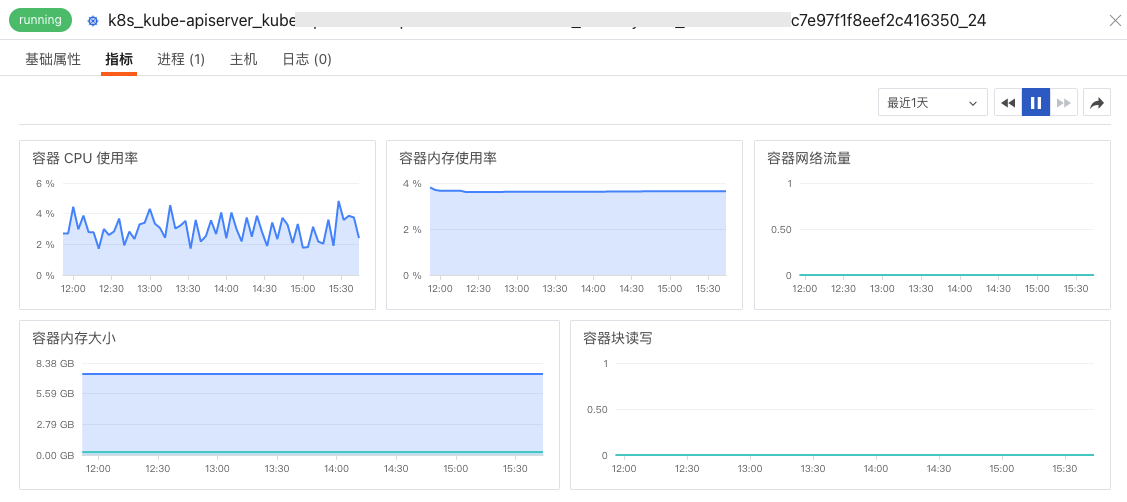 running k8s_kube-apiserver_kube c7e97f1f8eef2c416350_24
基础属性 指标 进程 (1) 主机 日志 (0)
最近1天
容器 CPU 使用率
6 %
4 %
2 %
0 %
12:00 12:30 13:00 13:30 14:00 14:30 15:00 15:30
容器内存使用率
4 %
2 %
0 %
12:00 12:30 13:00 13:30 14:00 14:30 15:00 15:30
容器网络流量
1
0.50
0
12:00 12:30 13:00 13:30 14:00 14:30 15:00 15:30
容器内存大小
8.38 GB
5.59 GB
2.79 GB
0.00 GB
12:00 12:30 13:00 13:30 14:00 14:30 15:00 15:30
容器块读写
1
0.50
0
12:00 12:30 13:00 13:30 14:00 14:30 15:00 15:30